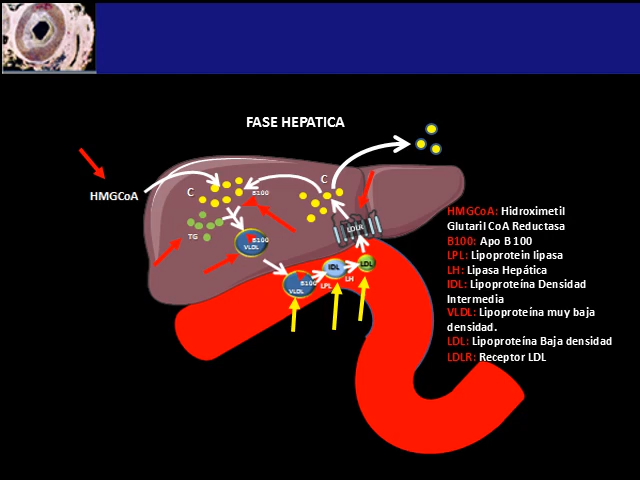 FASE HEPATICA
HMGCoA
C
C
B100
TG
B100
VLDL
LDLR
B100
VLDL
LPL
IDL
LH
LDL
HMGCoA: Hidroximetil
Glutaril CoA Reductasa
B100: Apo B 100
LPL: Lipoprotein lipasa
LH: Lipasa Hepática
IDL: Lipoproteína Densidad
Intermedia
VLDL: Lipoproteína muy baja
densidad.
LDL: Lipoproteína Baja densidad
LDLR: Receptor LDL